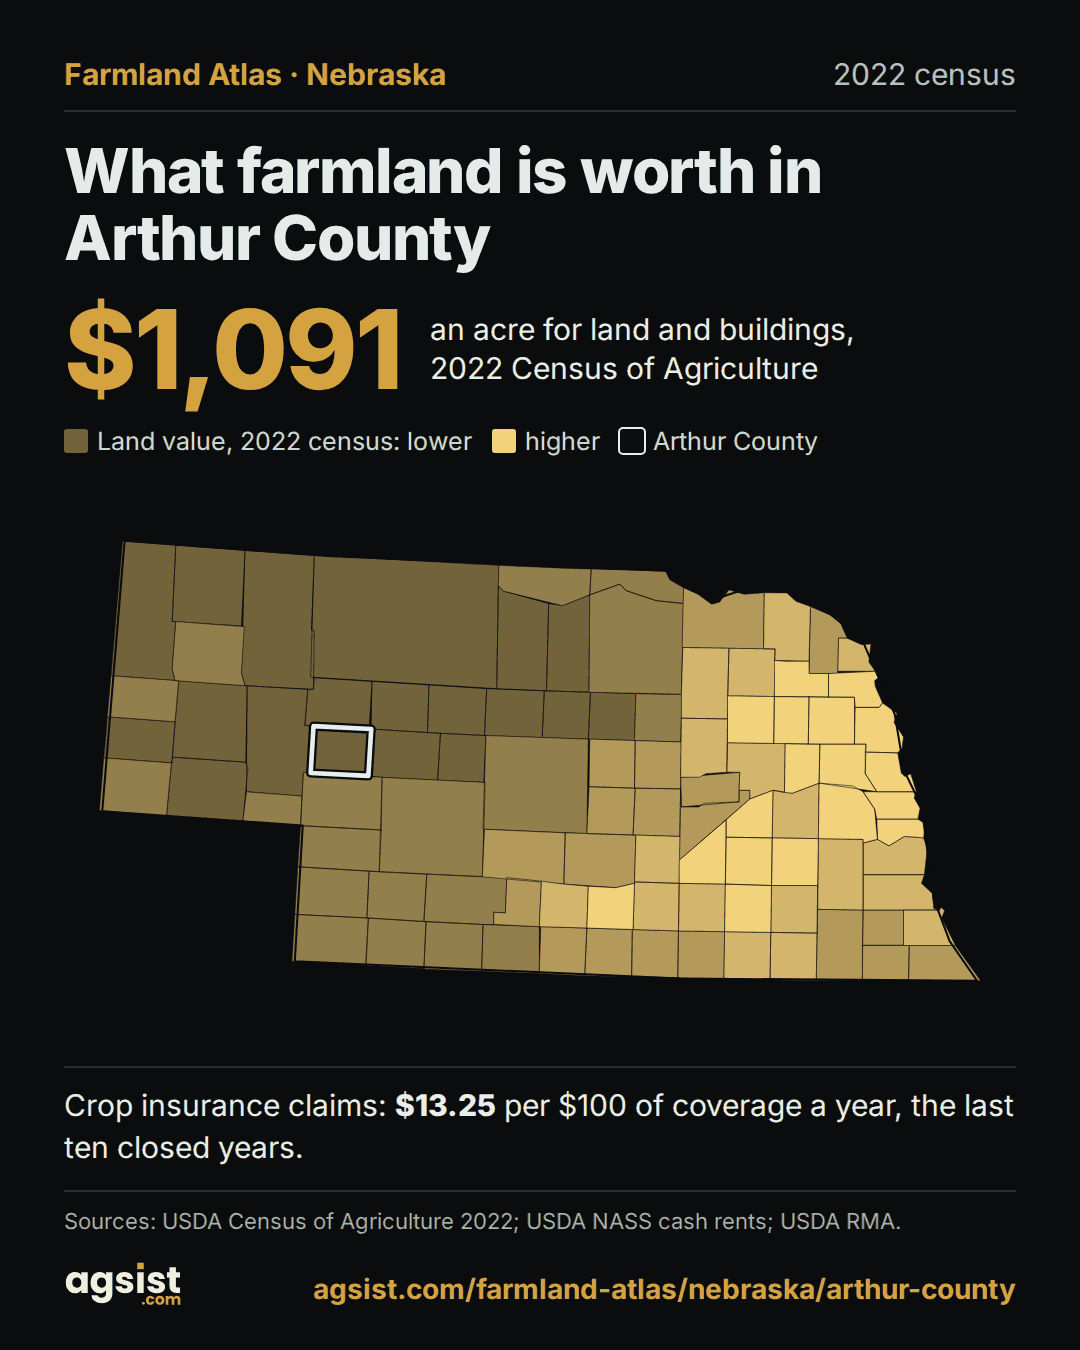 Farmland Atlas · Nebraska
2022 census
What farmland is worth in
Arthur County
$1,091
an acre for land and buildings,
2022 Census of Agriculture
Land value, 2022 census: lower
higher
Arthur County
Crop insurance claims: $13.25 per $100 of coverage a year, the last
ten closed years.
Sources: USDA Census of Agriculture 2022; USDA NASS cash rents; USDA RMA.
agsist
.com
agsist.com/farmland-atlas/nebraska/arthur-county